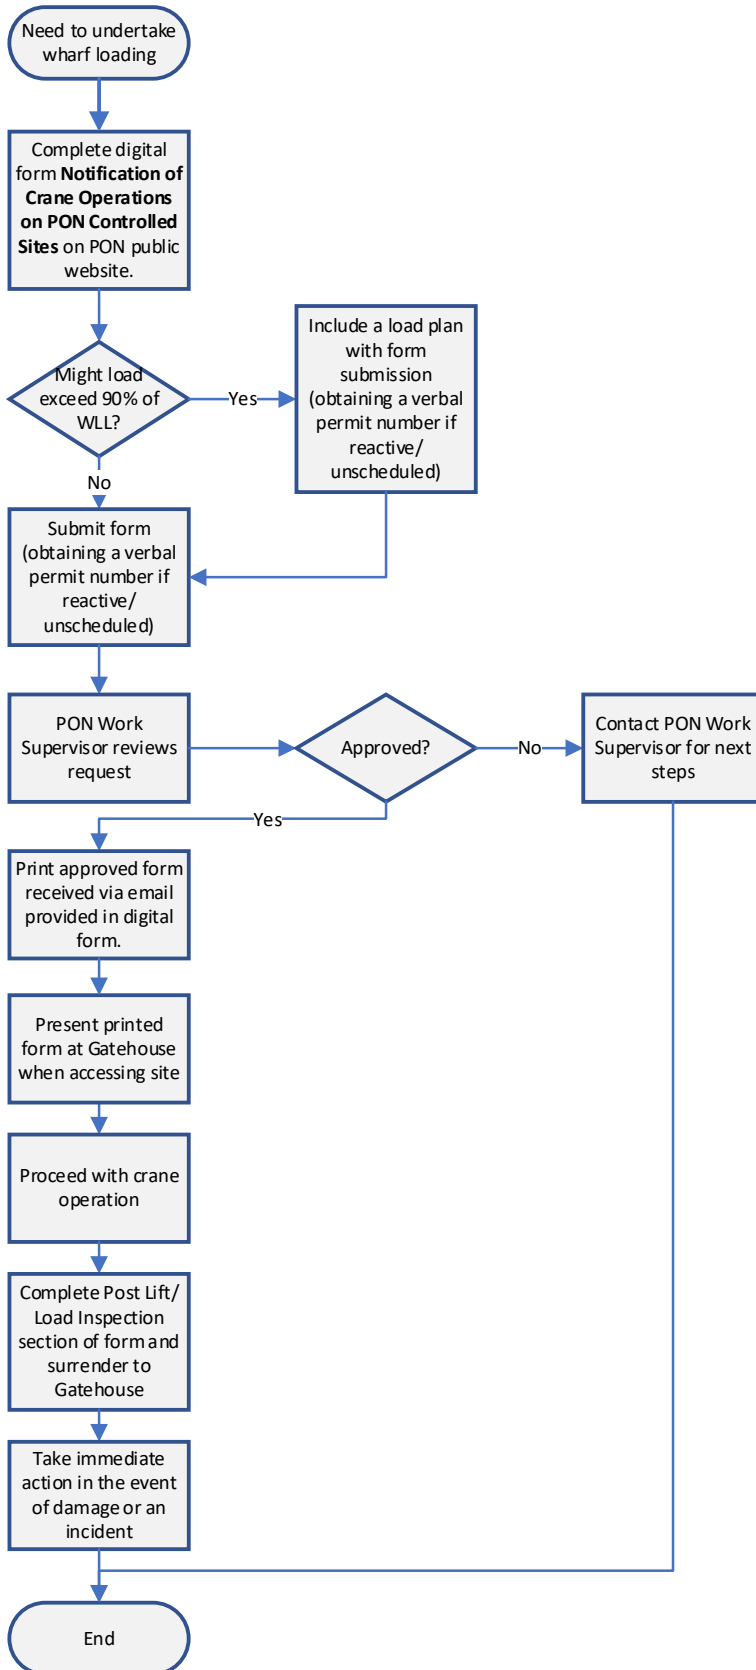 Need to undertake
wharf loading
Complete digital
form Notification of
Crane Operations
on PON Controlled
Sites on PON public
website.
Might load
exceed 90% of
WLL?
Yes
Include a load plan
with form
submission
(obtaining a verbal
permit number if
reactive/
unscheduled)
No
Submit form
(obtaining a verbal
permit number if
reactive/
unscheduled)
PON Work
Supervisor reviews
request
Approved?
No
Contact PON Work
Supervisor for next
steps
Yes
Print approved form
received via email
provided in digital
form.
Present printed
form at Gatehouse
when accessing site
Proceed with crane
operation
Complete Post Lift/
Load Inspection
section of form and
surrender to
Gatehouse
Take immediate
action in the event
of damage or an
incident
End